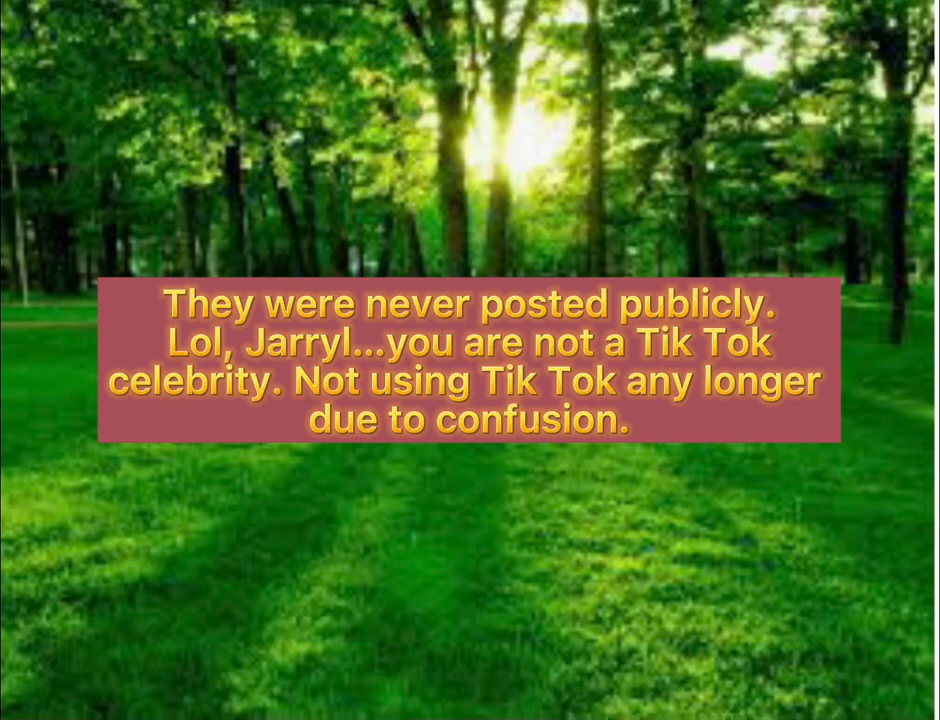 They were never posted publicly.
Lol, Jarryl...you are not a Tik Tok
celebrity. Not using Tik Tok any longer
due to confusion.